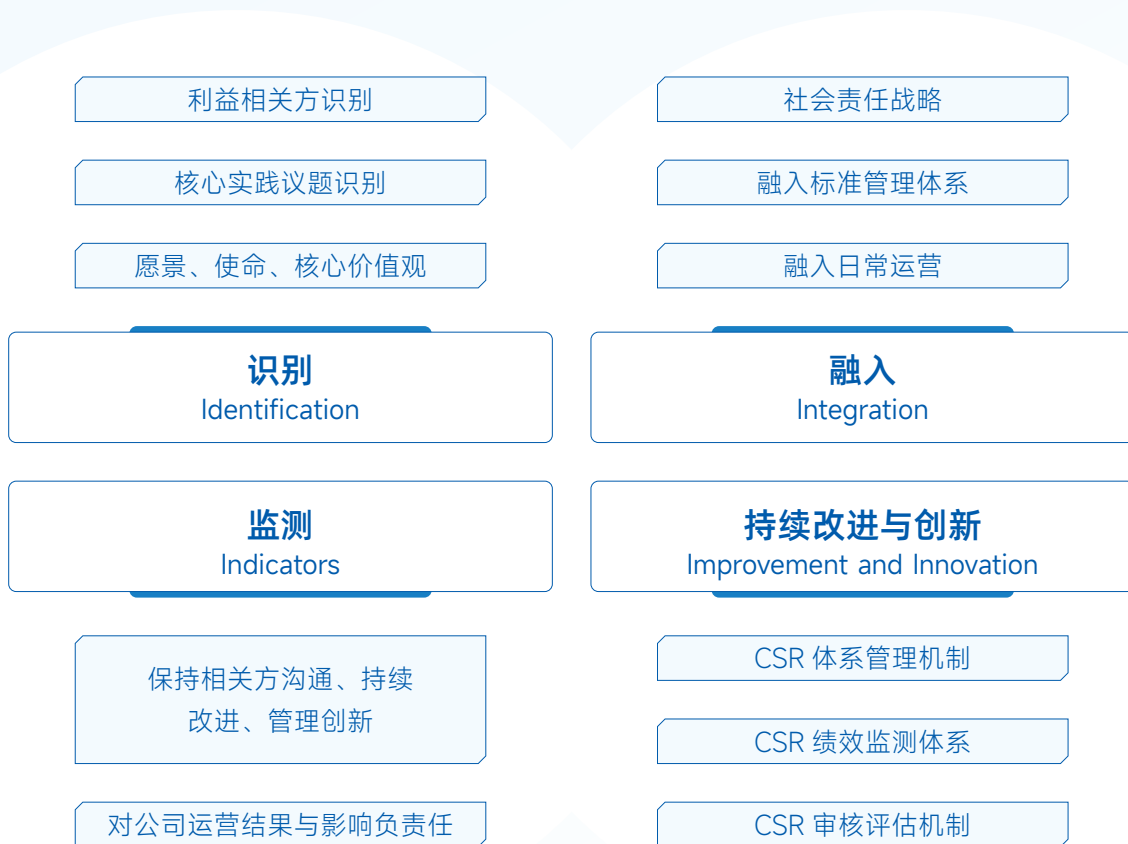 利益相关方识别
核心实践议题识别
愿景、使命、核心价值观
识别
Identification
社会责任战略
融入标准管理体系
融入日常运营
融入
Integration
监测
Indicators
保持相关方沟通、持续
改进、管理创新
对公司运营结果与影响负责任
持续改进与创新
Improvement and Innovation
CSR 体系管理机制
CSR 绩效监测体系
CSR 审核评估机制